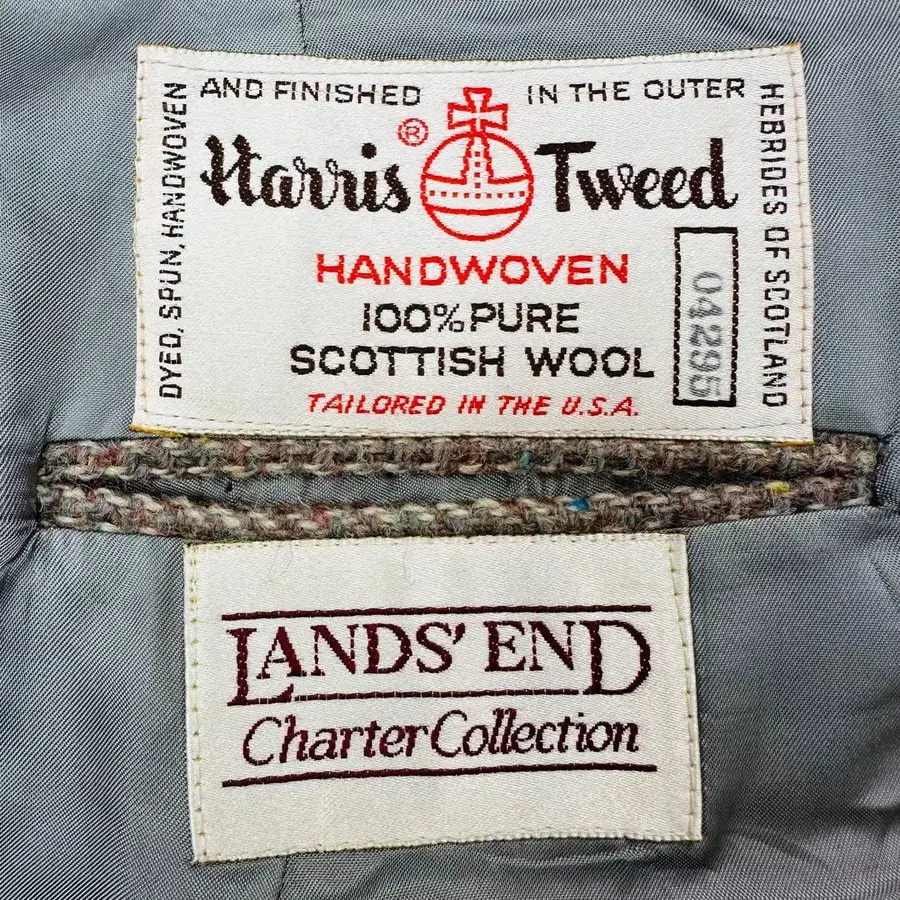 DYED, SPUN, HANDWOVEN
AND FINISHED
IN THE OUTER
HEBRIDES OF SCOTLAND
Harris ® Tweed
HANDWOVEN
100% PURE
SCOTTISH WOOL
TAILORED IN THE U.S.A.
04295
LANDS' END
Charter Collection